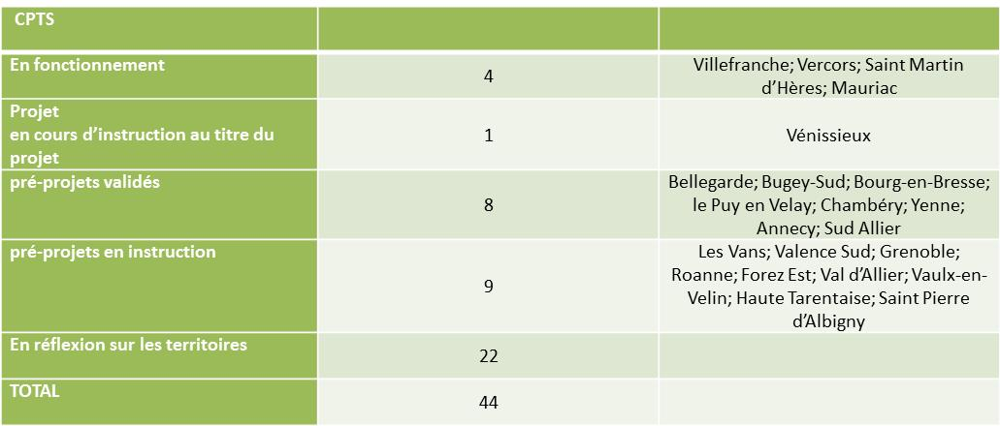 CPTS
En fonctionnement
4
Villefranche; Vercors; Saint Martin
d’Hères; Mauriac
Projet
en cours d’instruction au titre du
projet
1
Vénissieux
pré-projets validés
8
Bellegarde; Bugey-Sud; Bourg-en-Bresse;
le Puy en Velay; Chambéry; Yenne;
Annecy; Sud Allier
pré-projets en instruction
9
Les Vans; Valence Sud; Grenoble;
Roanne; Forez Est; Val d’Allier; Vaulx-en-
Velin; Haute Tarentaise; Saint Pierre
d’Albigny
En réflexion sur les territoires
22
TOTAL
44